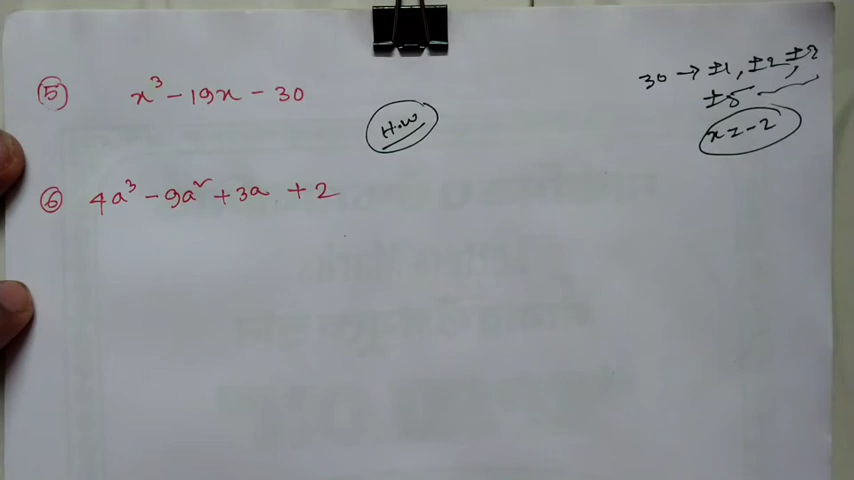 ⑤ x³ - 19x - 30
H.W
30 → ±1, ±2, ±3
±5
x = -2
⑥ 4a³ - 9a² + 3a + 2